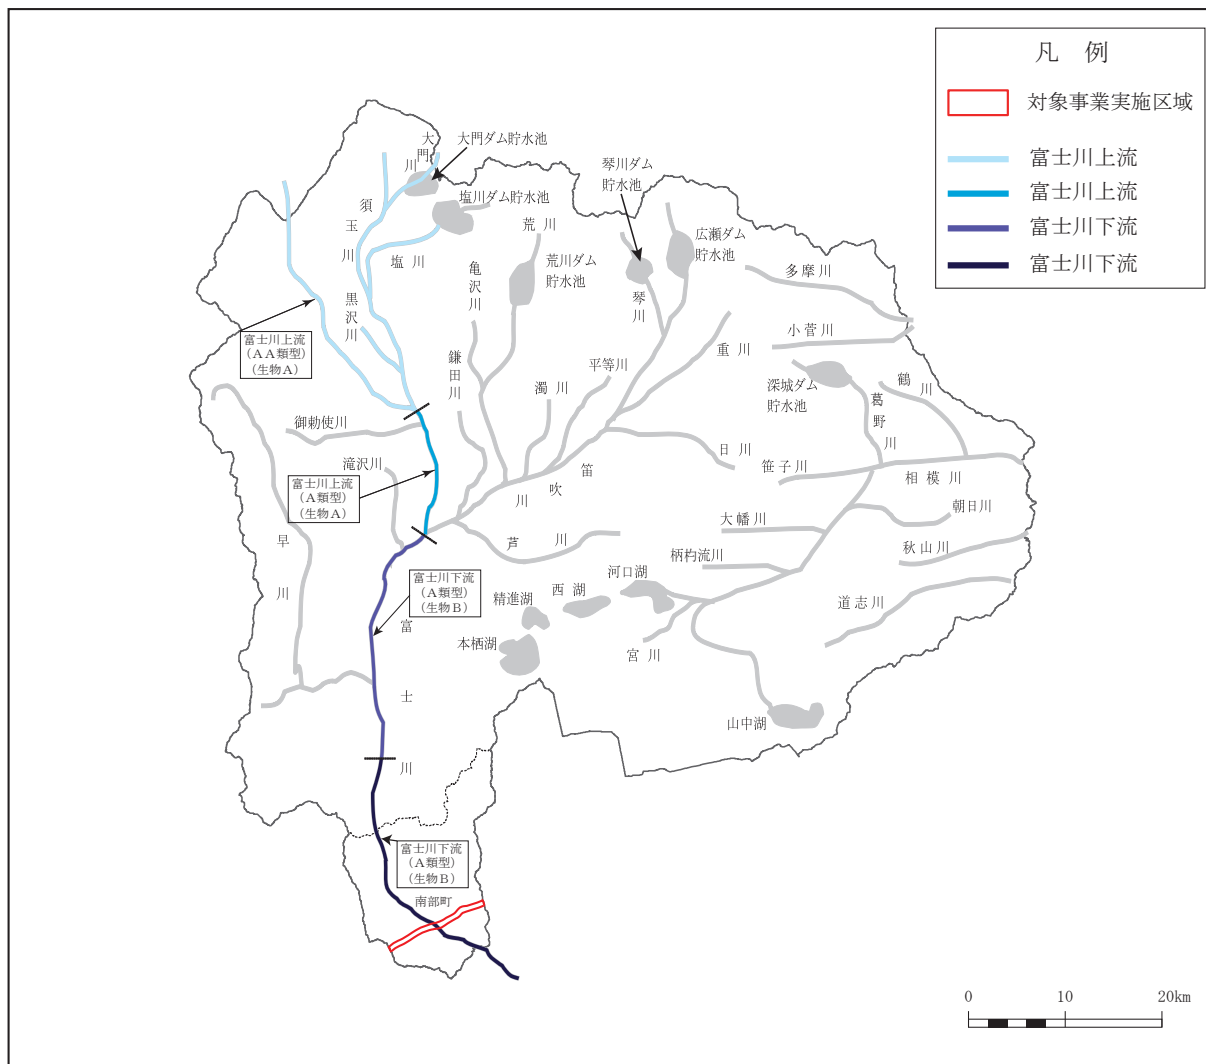 凡例
対象事業実施区域
富士川上流
富士川上流
富士川下流
富士川下流
大門川
大門ダム貯水池
塩川ダム貯水池
須玉川
塩川
黒沢川
荒川
荒川ダム
貯水池
亀沢川
鎌田川
琴川ダム
貯水池
広瀬ダム
貯水池
琴川
多摩川
小菅川
重川
平等川
濁川
深城ダム
貯水池
葛野川
鶴川
富士川上流
(AA類型)
(生物A)
御勅使川
滝沢川
富士川上流
(A類型)
(生物A)
日川
笹子川
相模川
笛吹川
朝日川
大幡川
秋山川
芦川
柄杓流川
早川
河口湖
西湖
精進湖
本栖湖
道志川
富士川下流
(A類型)
(生物B)
宮川
山中湖
富士川
富士川下流
(A類型)
(生物B)
南部町
0 10 20km